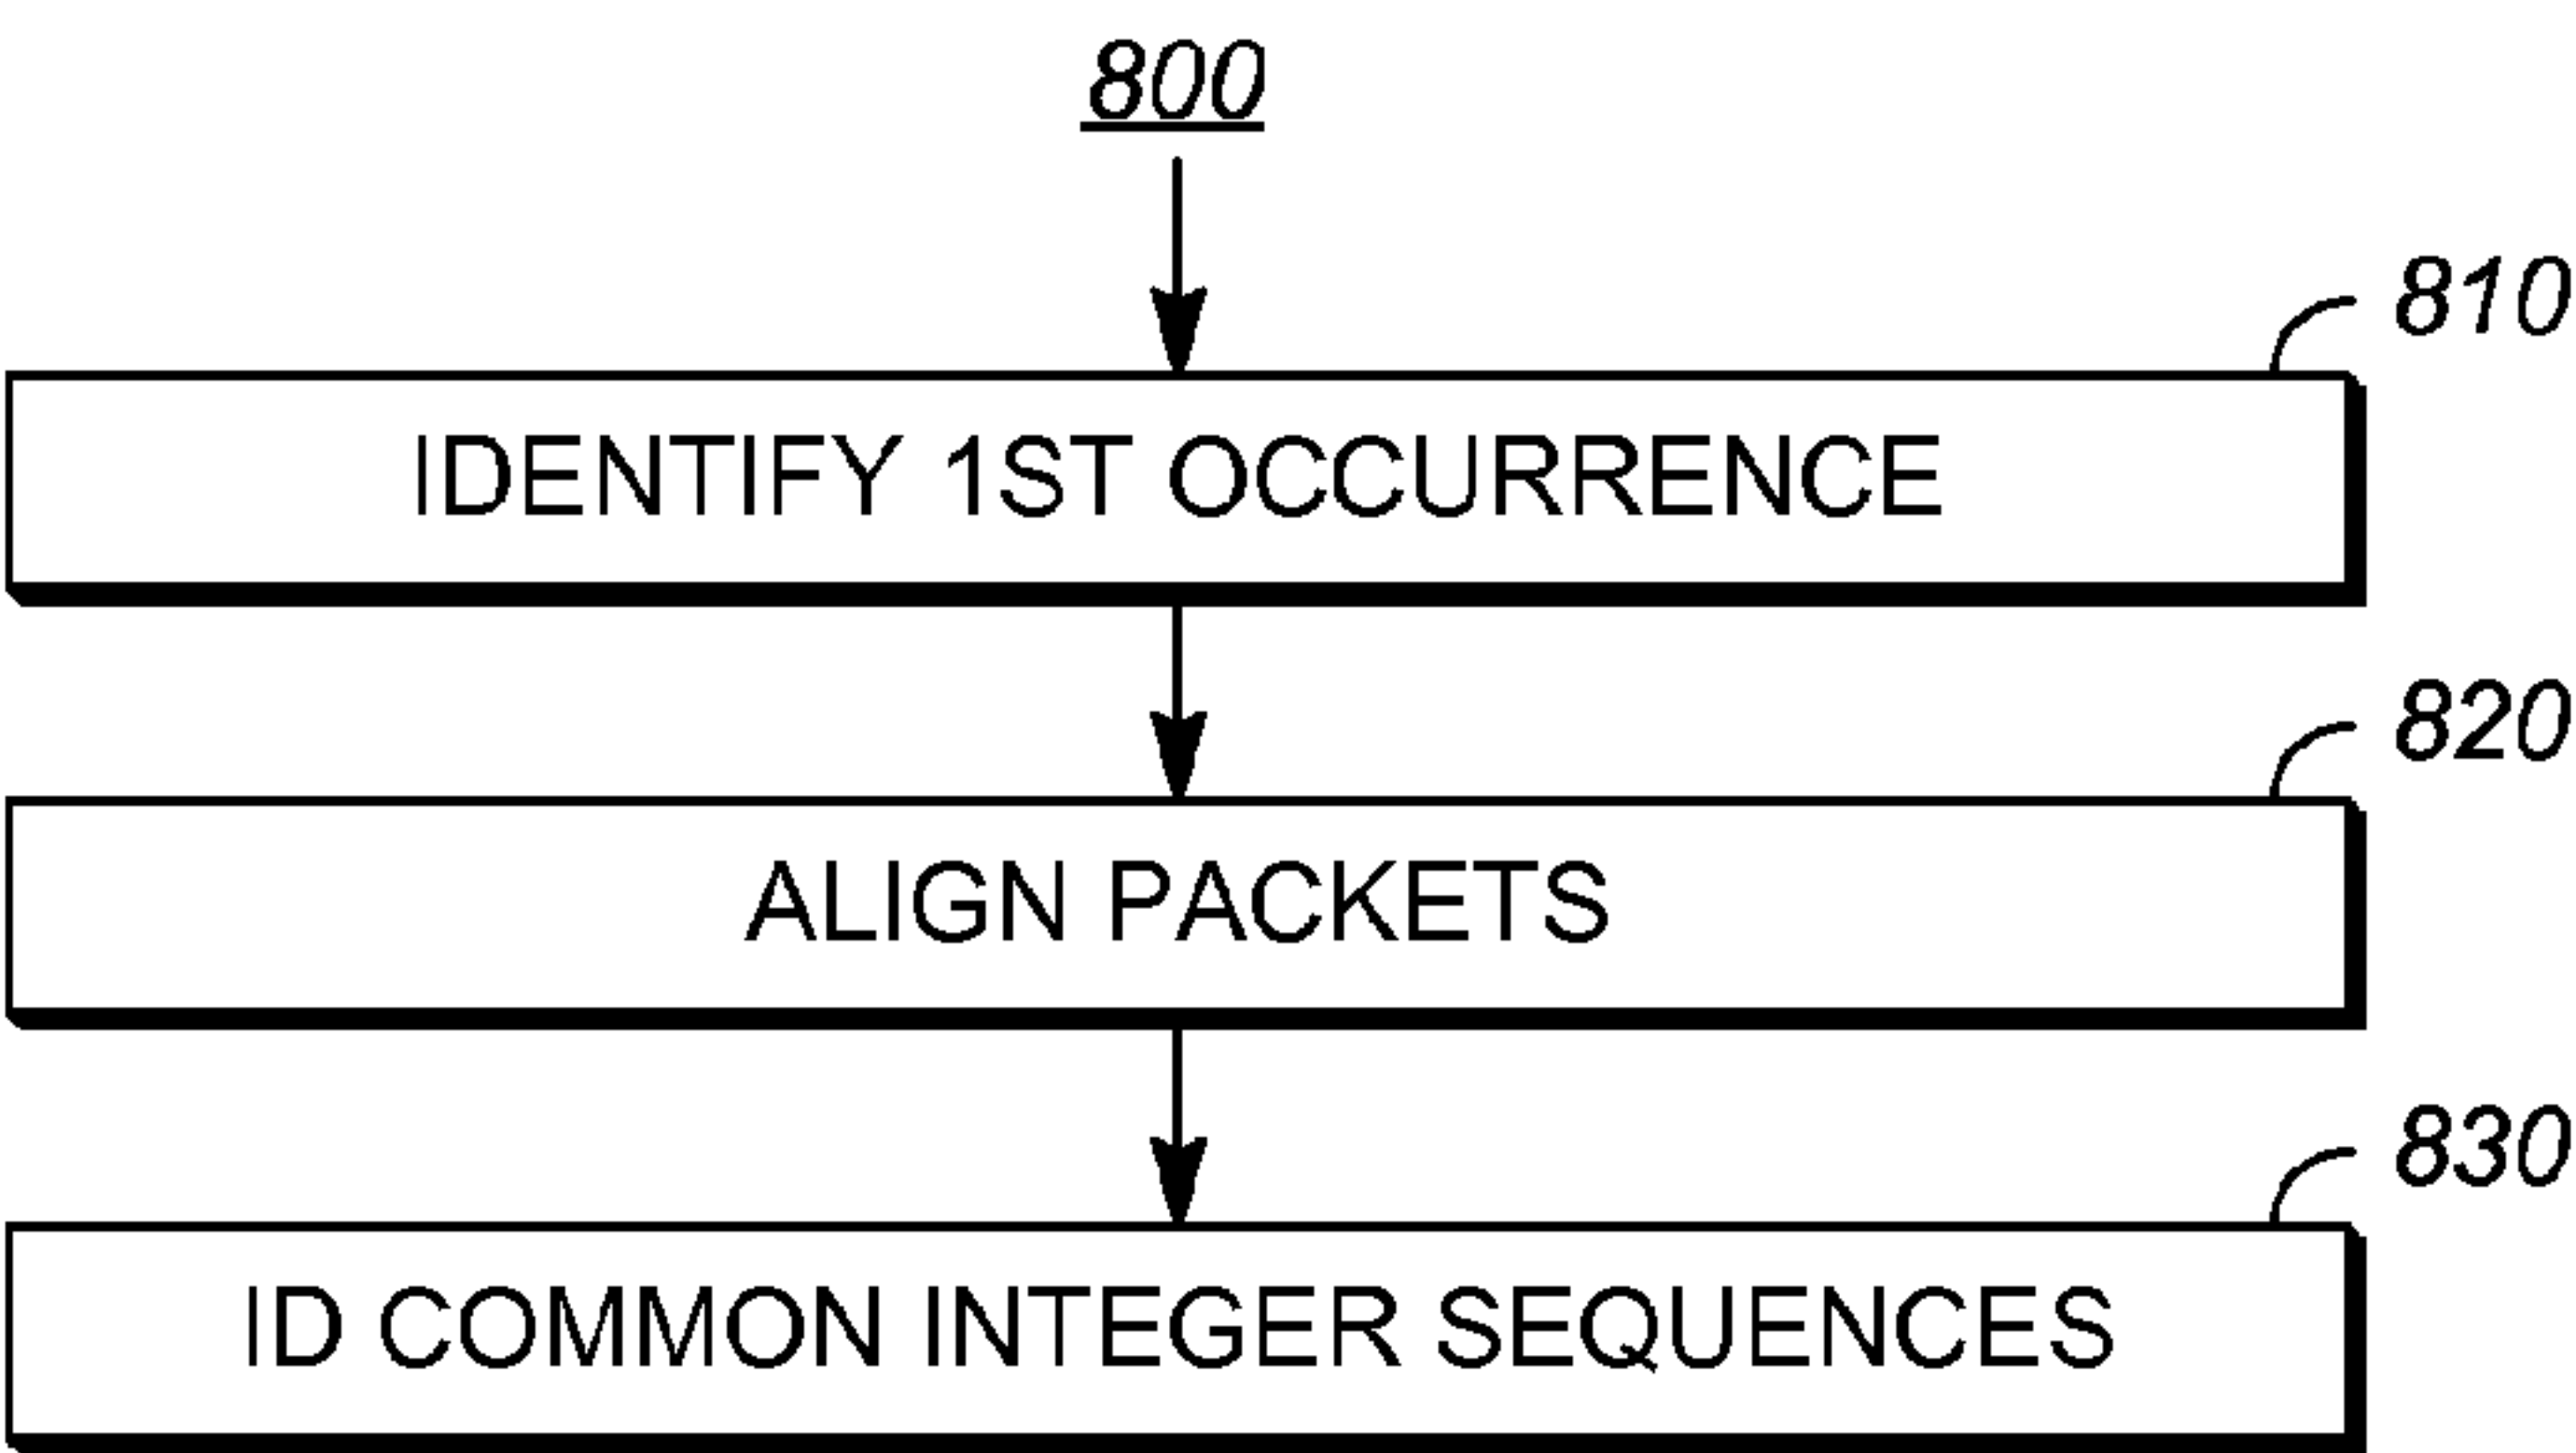 800
810
IDENTIFY 1ST OCCURRENCE
820
ALIGN PACKETS
830
ID COMMON INTEGER SEQUENCES